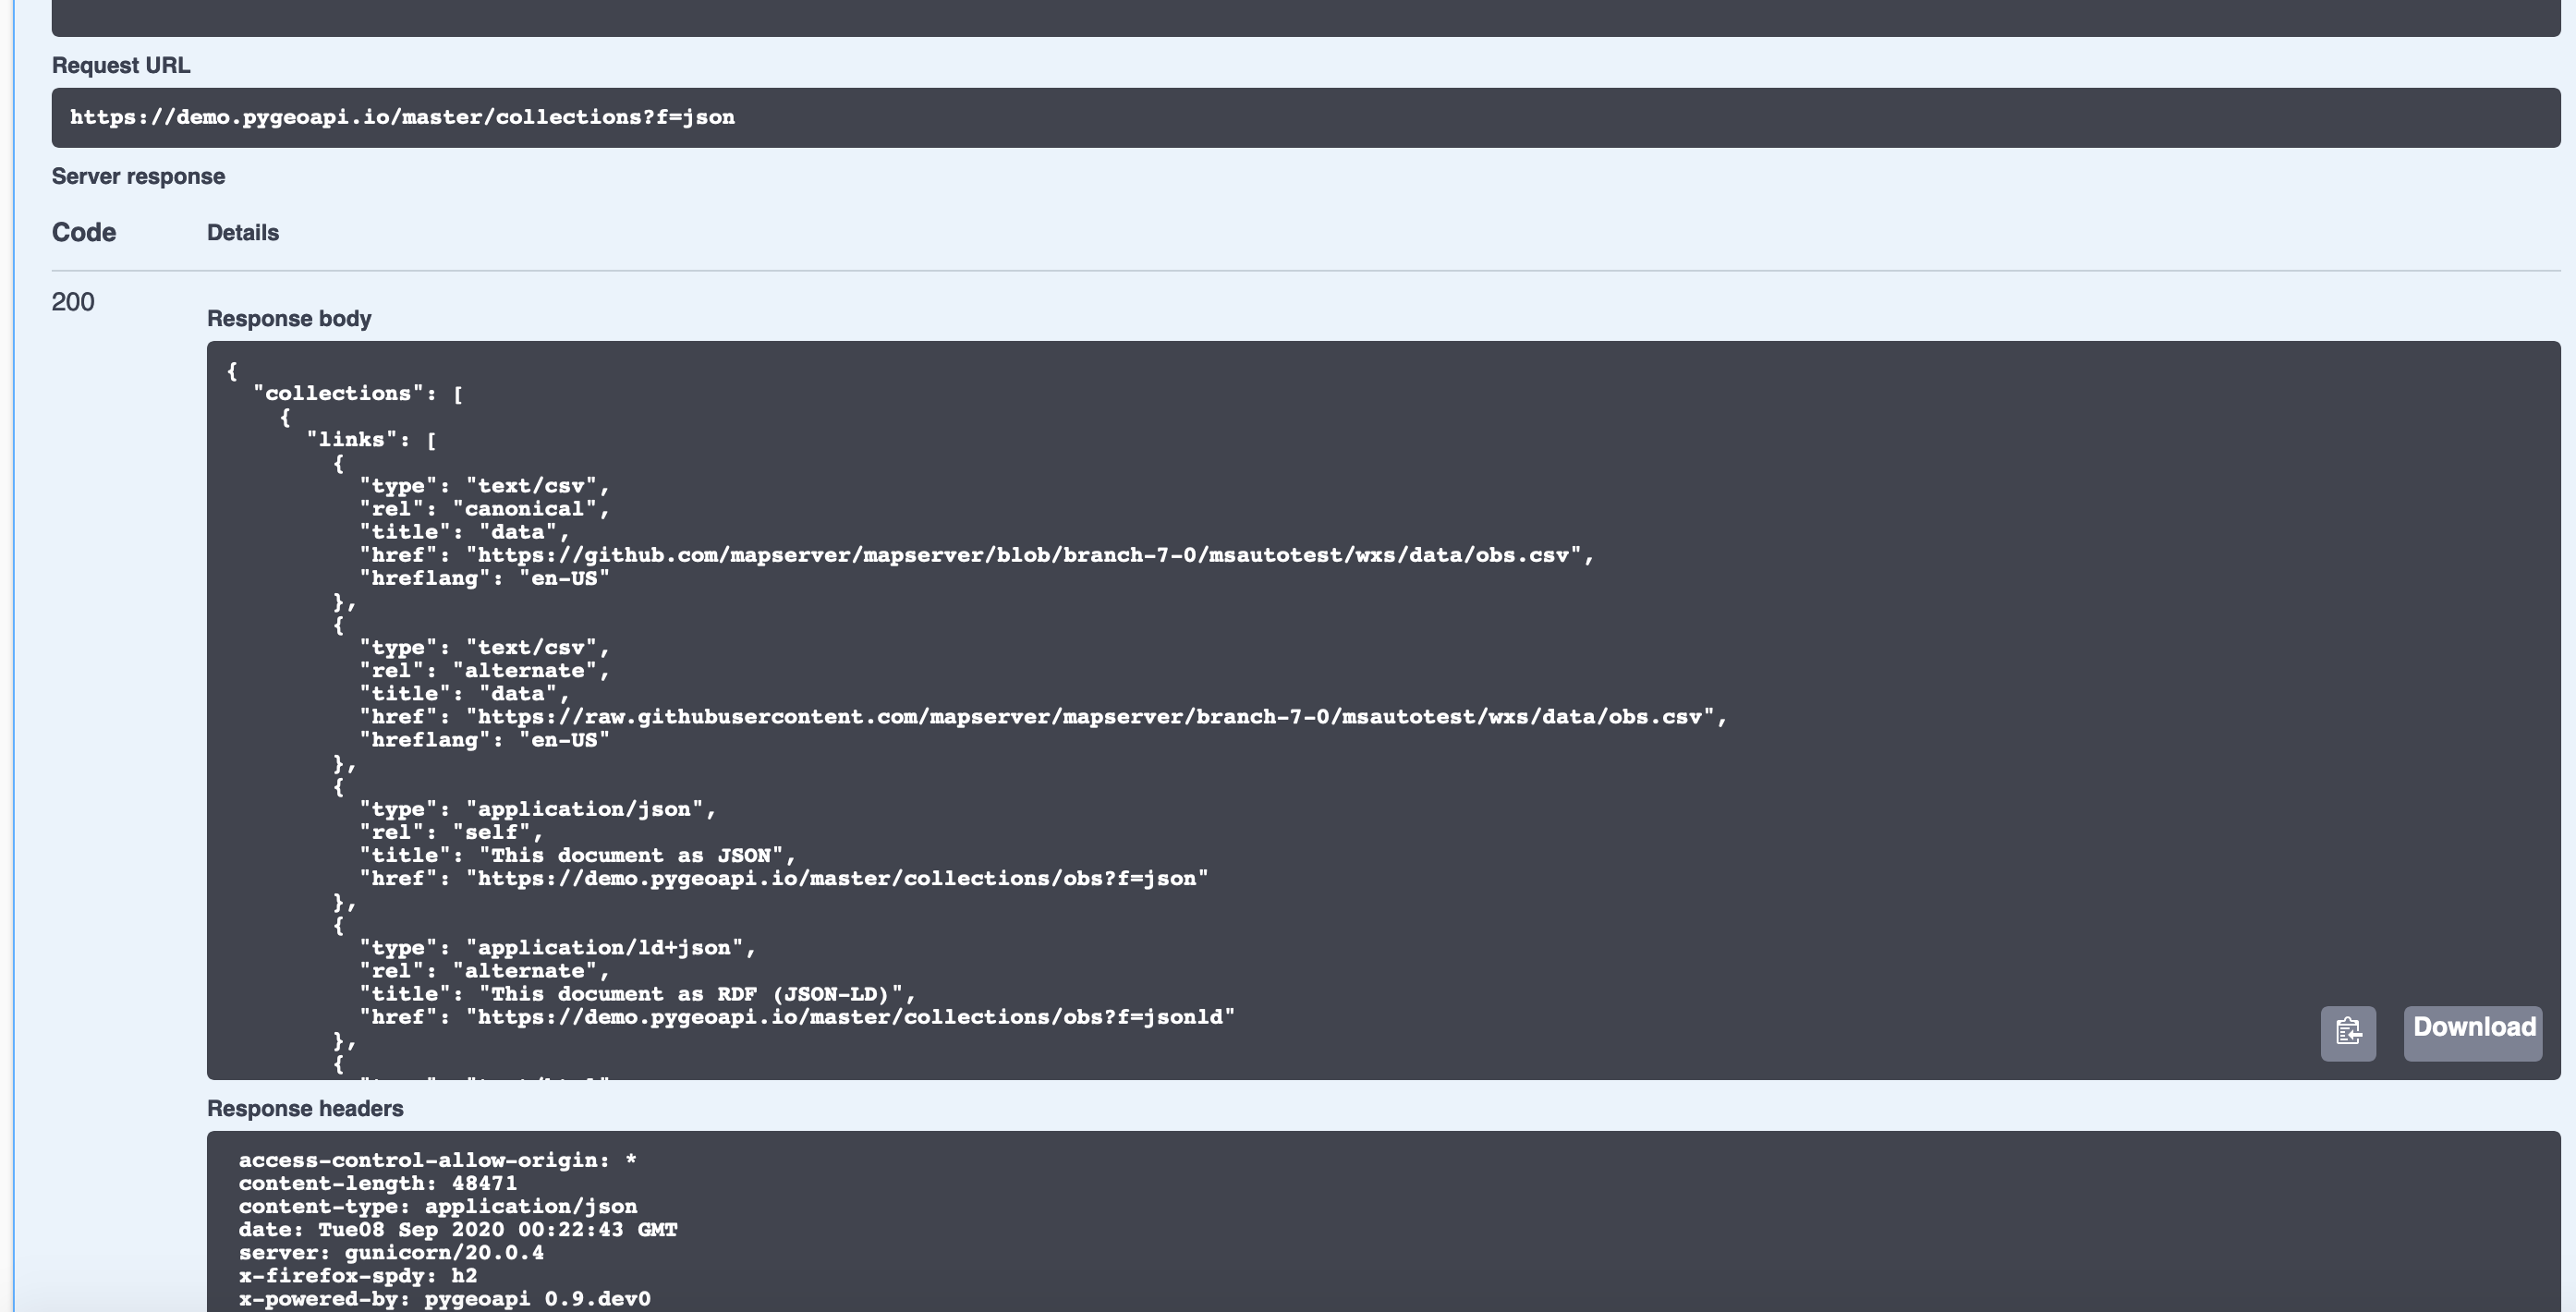 Request URL
https://demo.pygeoapi.io/master/collections?f=json
Server response
Code Details
200
Response body
{
  "collections": [
    {
      "links": [
        {
          "type": "text/csv",
          "rel": "canonical",
          "title": "data",
          "href": "https://github.com/mapserver/mapserver/blob/branch-7-0/msautotest/wxs/data/obs.csv",
          "hreflang": "en-US"
        },
        {
          "type": "text/csv",
          "rel": "alternate",
          "title": "data",
          "href": "https://raw.githubusercontent.com/mapserver/mapserver/branch-7-0/msautotest/wxs/data/obs.csv",
          "hreflang": "en-US"
        },
        {
          "type": "application/json",
          "rel": "self",
          "title": "This document as JSON",
          "href": "https://demo.pygeoapi.io/master/collections/obs?f=json"
        },
        {
          "type": "application/ld+json",
          "rel": "alternate",
          "title": "This document as RDF (JSON-LD)",
          "href": "https://demo.pygeoapi.io/master/collections/obs?f=jsonld"
        },
        {
Download
Response headers
access-control-allow-origin: *
content-length: 48471
content-type: application/json
date: Tue08 Sep 2020 00:22:43 GMT
server: gunicorn/20.0.4
x-firefox-spdy: h2
x-powered-by: pygeoapi 0.9.dev0